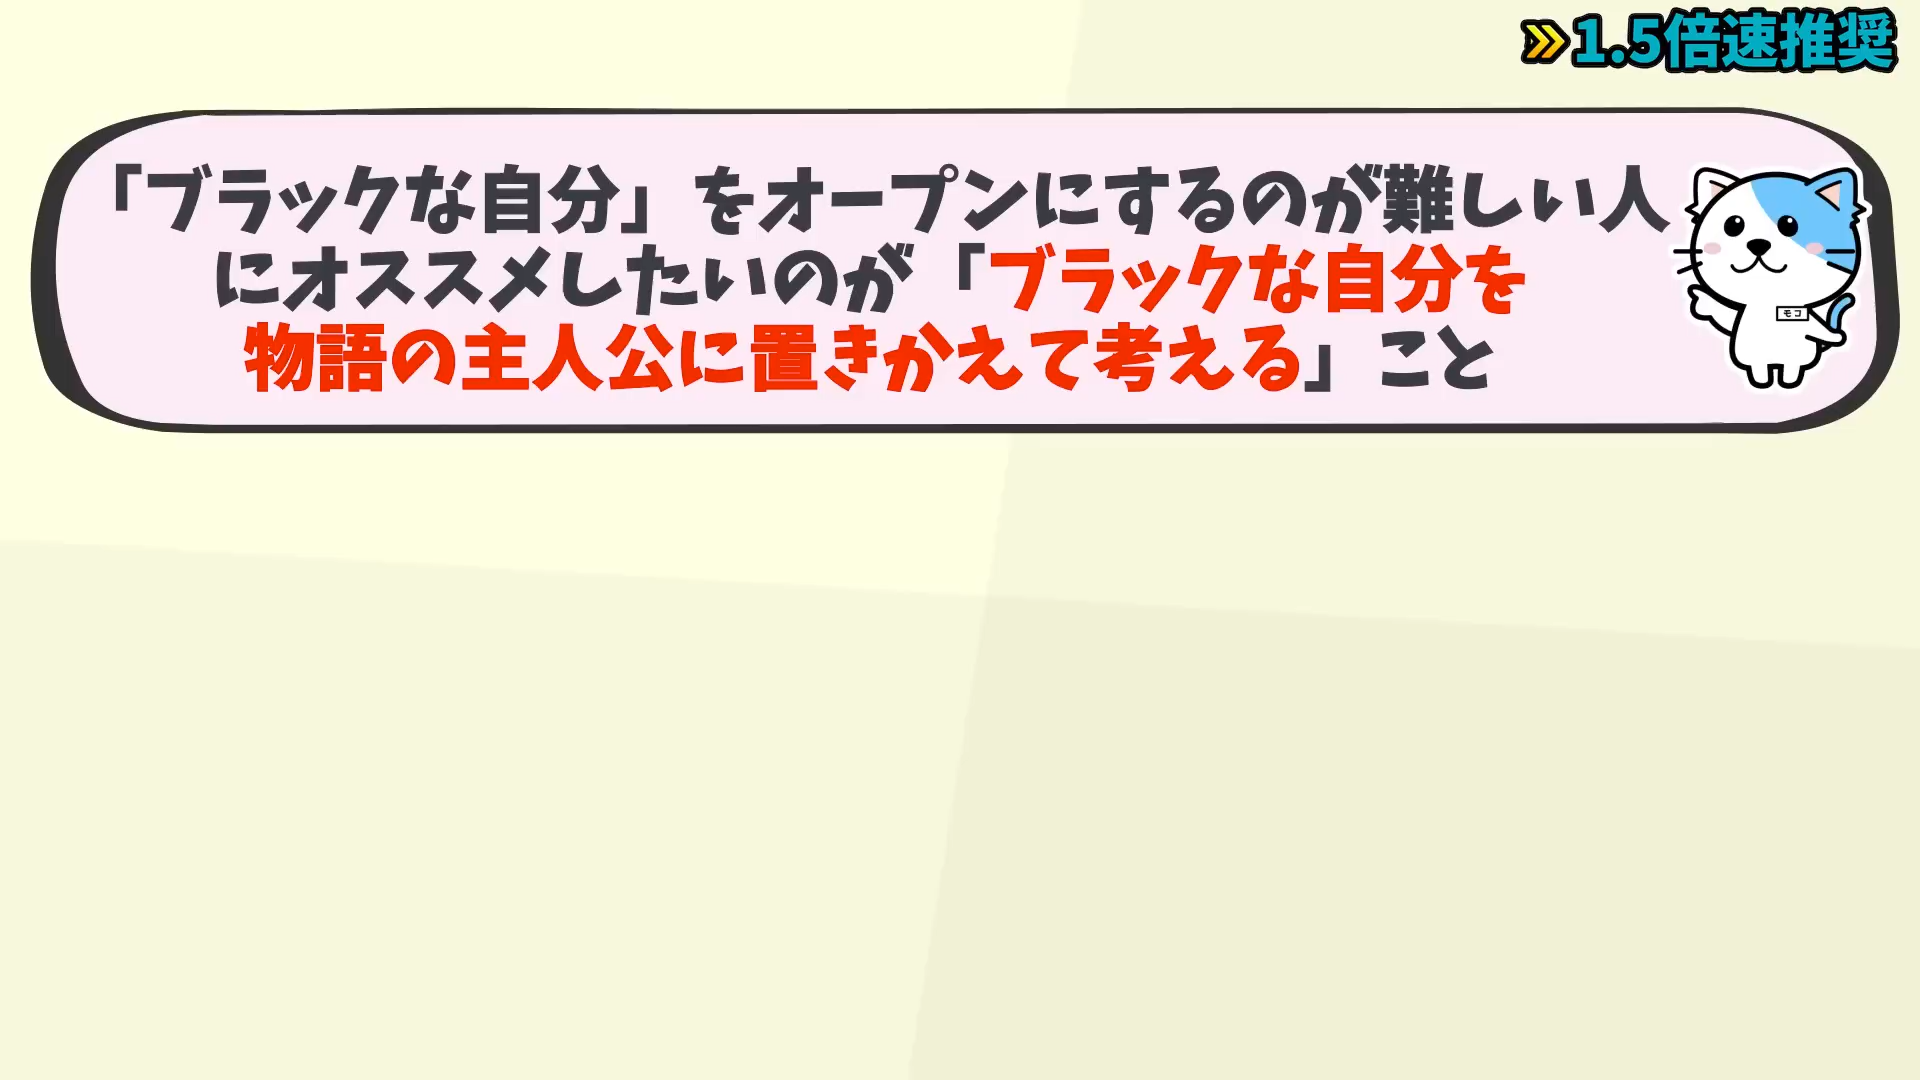 1.5倍速推奨
「ブラックな自分」をオープンにするのが難しい人
にオススメしたいのが「ブラックな自分を
物語の主人公に置きかえて考える」こと
モコ